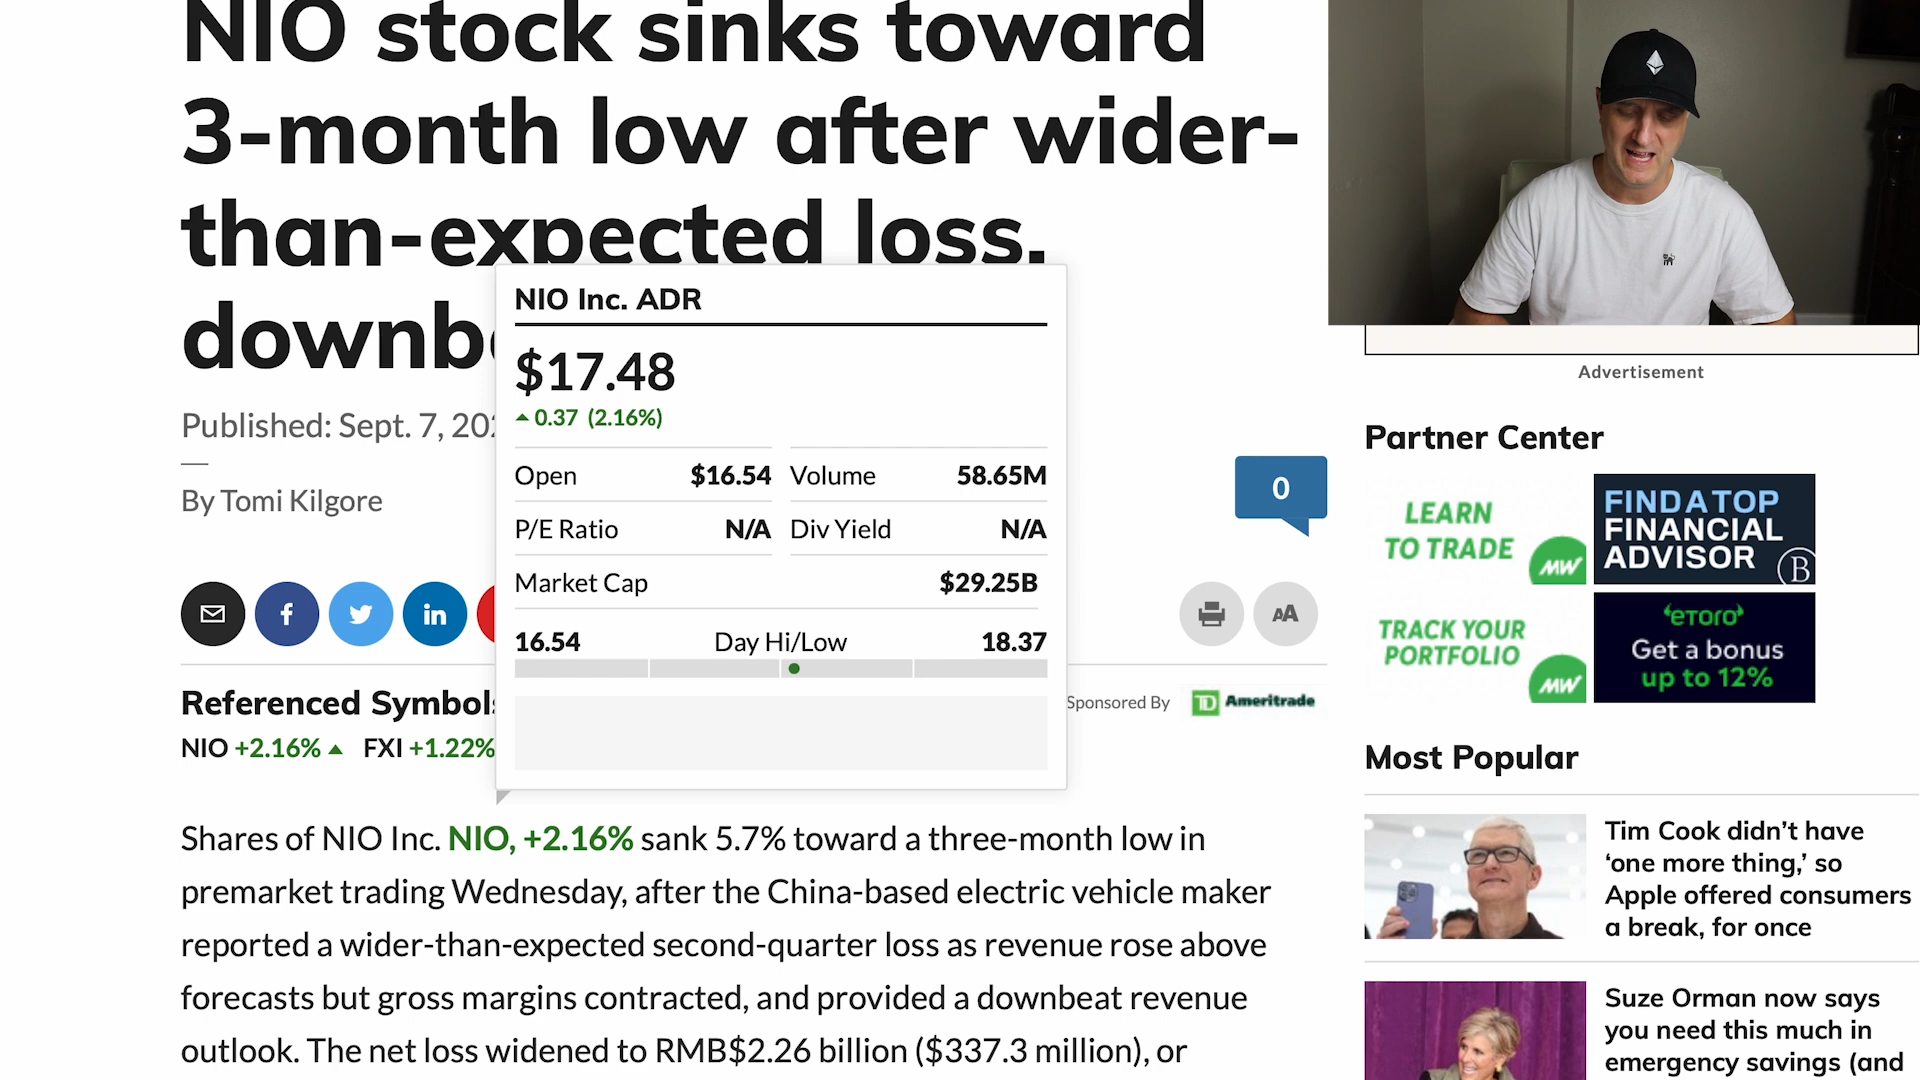 NIO stock sinks toward
3-month low after wider-
than-expected loss,
Published: Sept. 7, 202
By Tomi Kilgore
NIO Inc. ADR
$17.48
0.37 (2.16%)
Open $16.54 Volume 58.65M
P/E Ratio N/A Div Yield N/A
Market Cap $29.25B
16.54 Day Hi/Low 18.37
0
AA
Referenced Symbols
NIO +2.16% FXI +1.22%
Sponsored By TD Ameritrade
Shares of NIO Inc. NIO, +2.16% sank 5.7% toward a three-month low in
premarket trading Wednesday, after the China-based electric vehicle maker
reported a wider-than-expected second-quarter loss as revenue rose above
forecasts but gross margins contracted, and provided a downbeat revenue
outlook. The net loss widened to RMB$2.26 billion ($337.3 million), or
Advertisement
Partner Center
LEARN
TO TRADE
MW
FIND A TOP
FINANCIAL
ADVISOR
B
TRACK YOUR
PORTFOLIO
MW
eToro
Get a bonus
up to 12%
Most Popular
Tim Cook didn’t have
‘one more thing,’ so
Apple offered consumers
a break, for once
Suze Orman now says
you need this much in
emergency savings (and